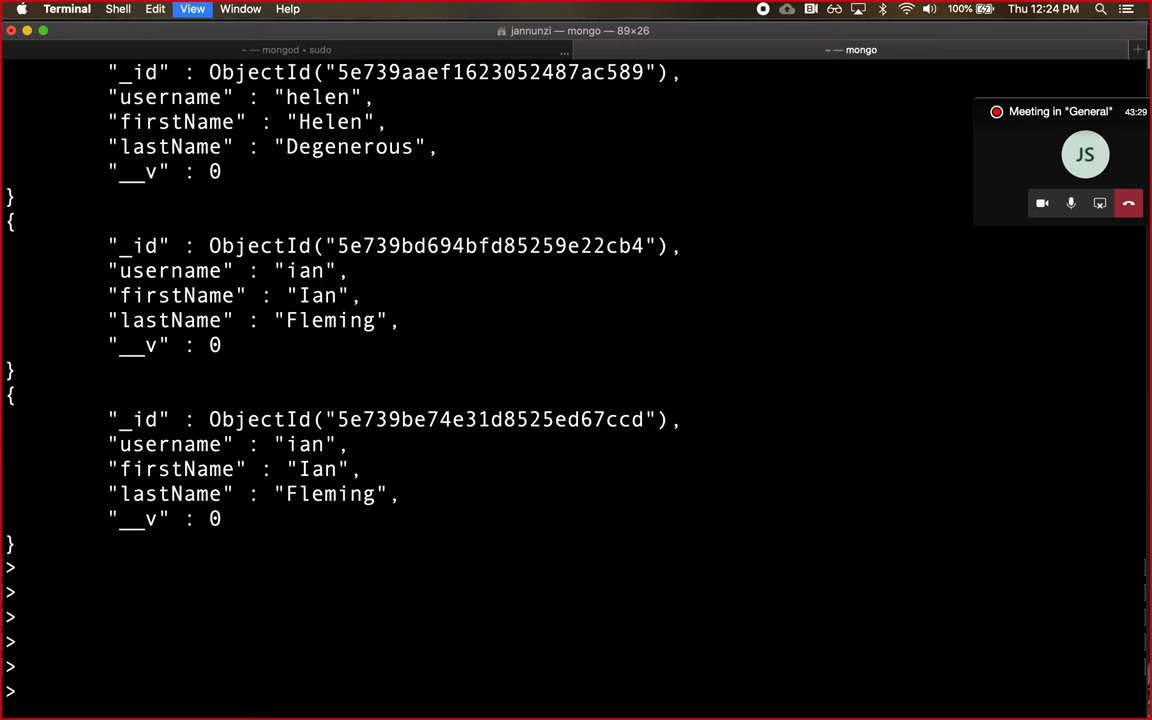 Terminal Shell Edit View Window Help 100% Thu 12:24 PM
jannunzi — mongo — 89×26
~ — mongod • sudo ... ~ — mongo +
"_id" : ObjectId("5e739aaef1623052487ac589"),
"username" : "helen",
"firstName" : "Helen",
"lastName" : "Degenerous",
"__v" : 0
}
{
"_id" : ObjectId("5e739bd694bfd85259e22cb4"),
"username" : "ian",
"firstName" : "Ian",
"lastName" : "Fleming",
"__v" : 0
}
{
"_id" : ObjectId("5e739be74e31d8525ed67ccd"),
"username" : "ian",
"firstName" : "Ian",
"lastName" : "Fleming",
"__v" : 0
}
>
>
>
>
>
>
Meeting in "General" 43:29
JS